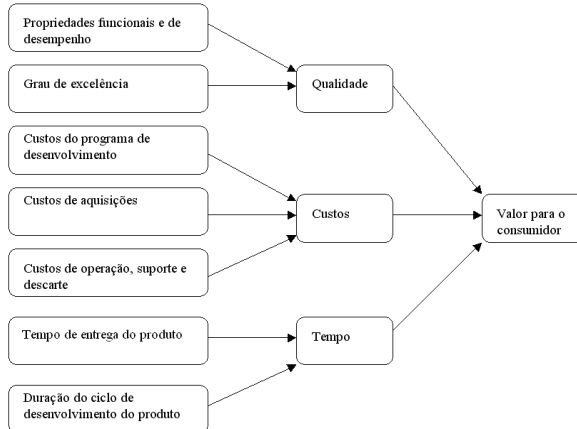 Propriedades funcionais e de
desempenho
Grau de excelência
Qualidade
Custos do programa de
desenvolvimento
Custos de aquisições
Custos
Valor para o
consumidor
Custos de operação, suporte e
descarte
Tempo de entrega do produto
Tempo
Duração do ciclo de
desenvolvimento do produto